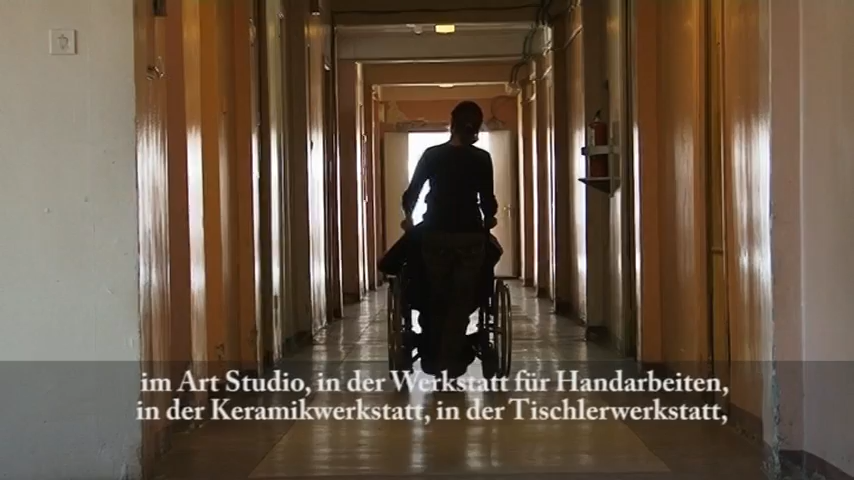 im Art Studio, in der Werkstatt für Handarbeiten,
in der Keramikwerkstatt, in der Tischlerwerkstatt,